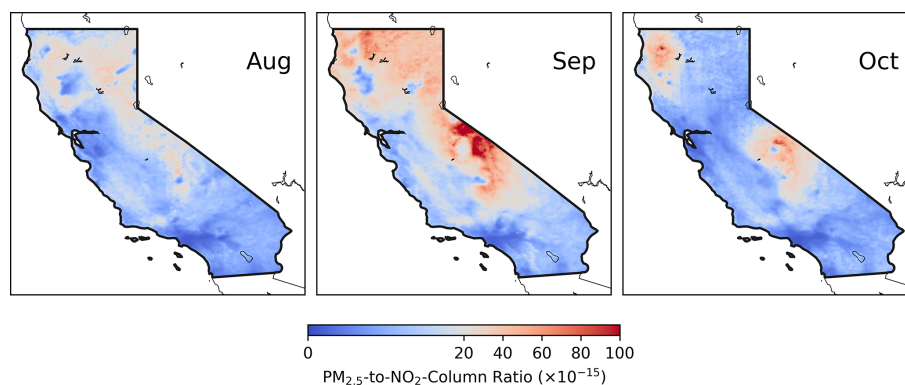 Aug
Sep
Oct
0 20 40 60 80 100
PM₂.₅-to-NO₂-Column Ratio (×10⁻¹⁵)